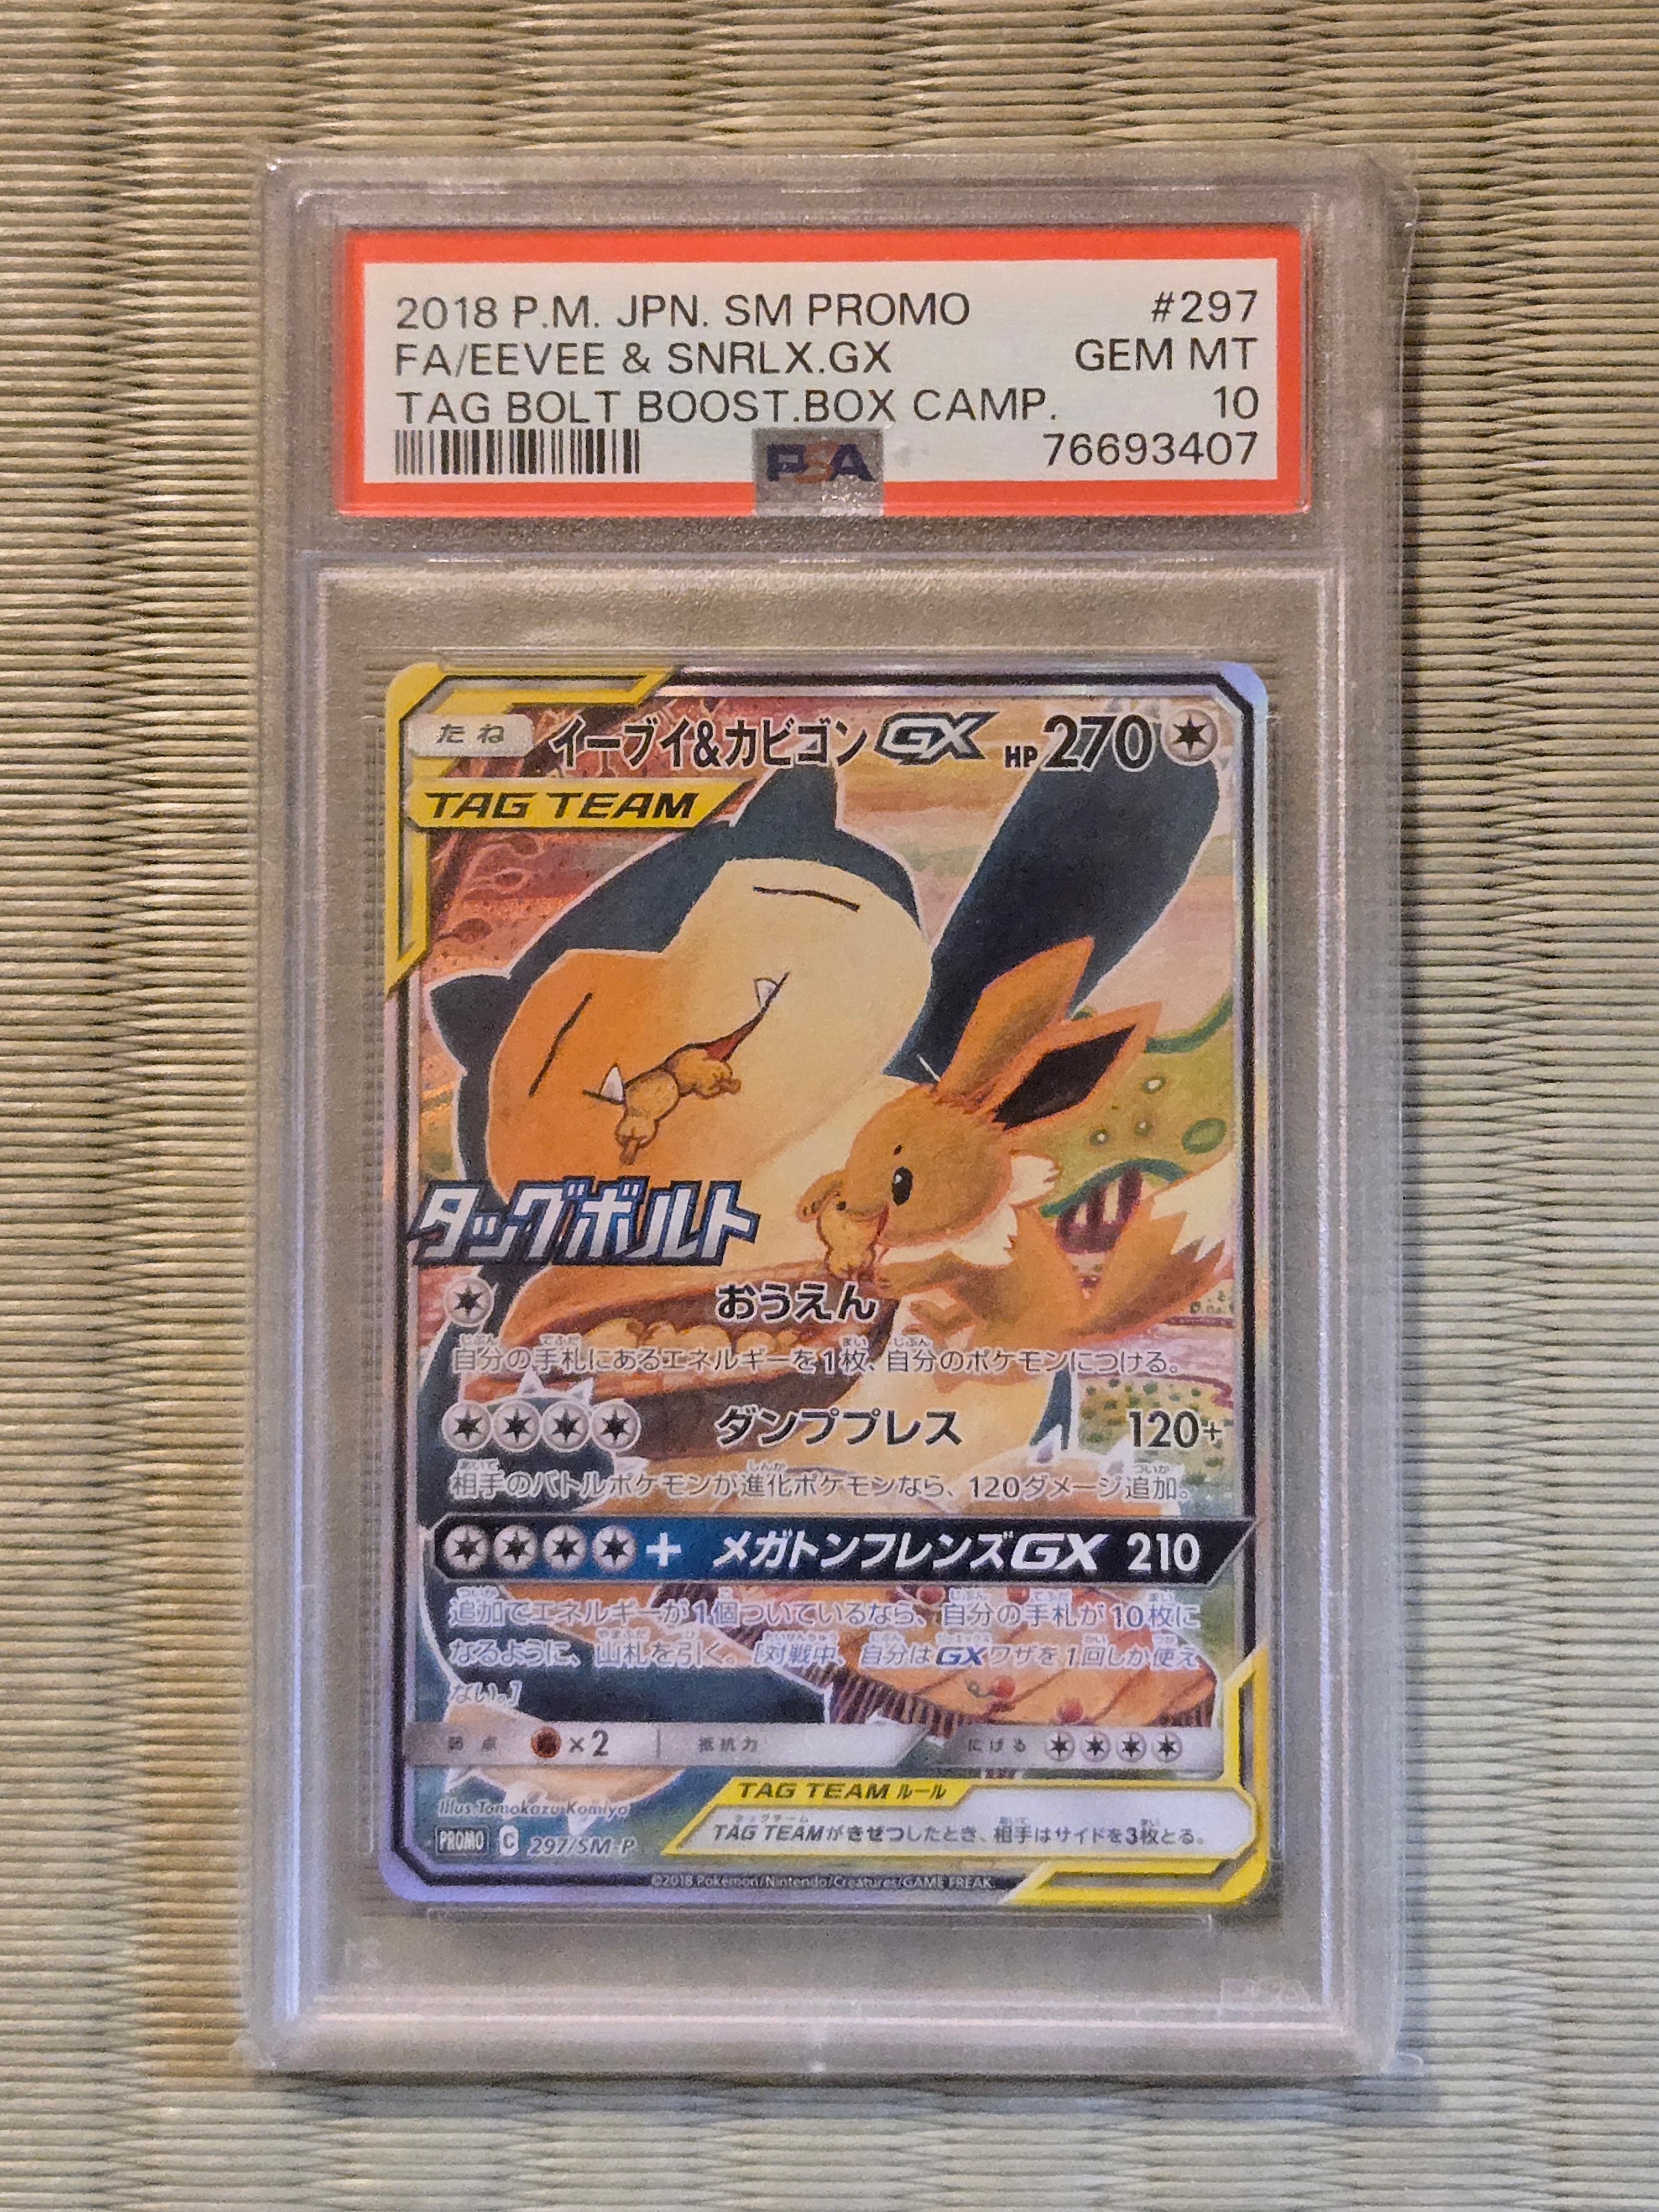 2018 P.M. JPN. SM PROMO #297
FA/EEVEE & SNRLX.GX GEM MT
TAG BOLT BOOST.BOX CAMP. 10
PSA 76693407
たね イーブイ&カビゴンGX HP 270
TAG TEAM
タッグボルト
おうえん
自分の手札にあるエネルギーを1枚、自分のポケモンにつける。
ダンププレス 120+
相手のバトルポケモンが進化ポケモンなら、120ダメージ追加。
+ メガトンフレンズGX 210
追加でエネルギーが1個ついているなら、自分の手札が10枚に
なるように、山札を引く。[対戦中、自分はGXワザを1回しか使え
ない。]
弱点 ×2 抵抗力 にげる
TAG TEAM ルール
Illus.Tomokazu Komiya
TAG TEAMがきぜつしたとき、相手はサイドを3枚とる。
PROMO C 297/SM-P
©2018 Pokémon/Nintendo/Creatures/GAME FREAK.
PSA